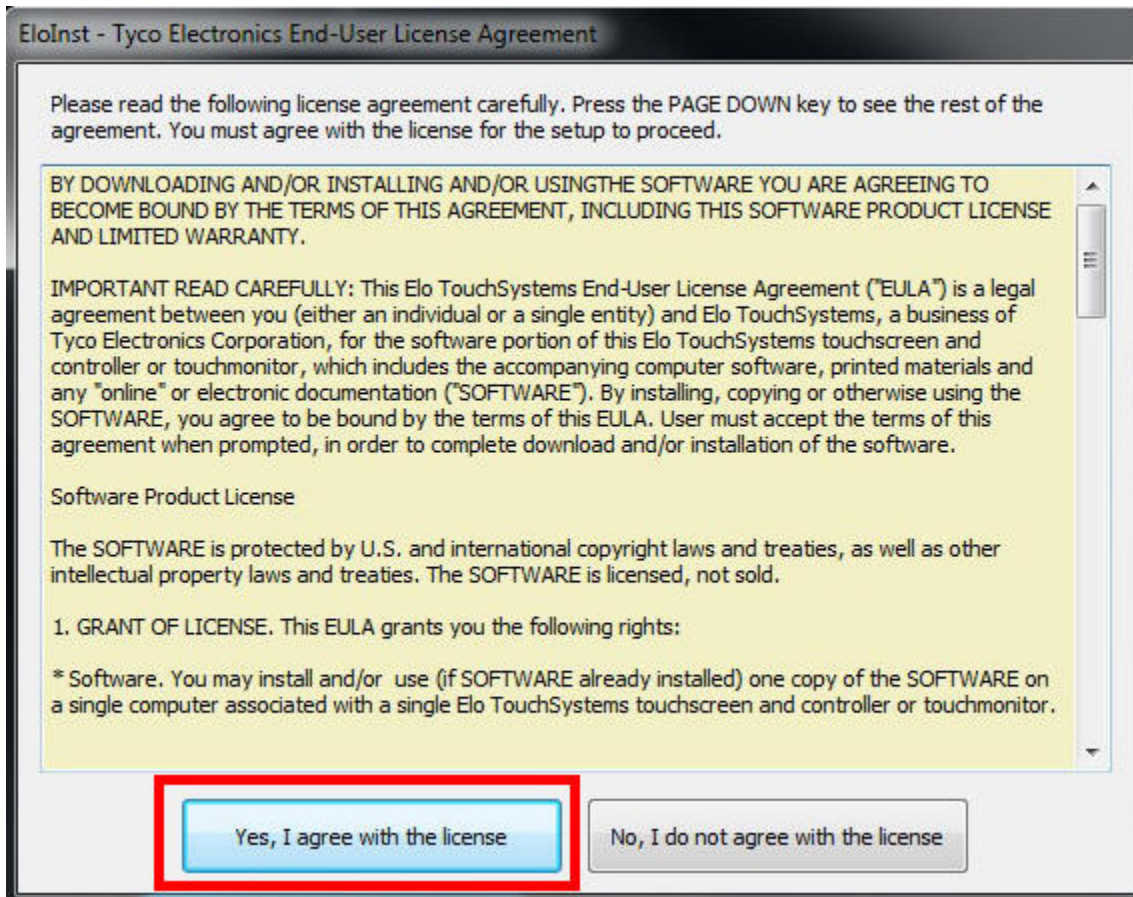 EloInst - Tyco Electronics End-User License Agreement
Please read the following license agreement carefully. Press the PAGE DOWN key to see the rest of the
agreement. You must agree with the license for the setup to proceed.
BY DOWNLOADING AND/OR INSTALLING AND/OR USINGTHE SOFTWARE YOU ARE AGREEING TO
BECOME BOUND BY THE TERMS OF THIS AGREEMENT, INCLUDING THIS SOFTWARE PRODUCT LICENSE
AND LIMITED WARRANTY.
IMPORTANT READ CAREFULLY: This Elo TouchSystems End-User License Agreement ("EULA") is a legal
agreement between you (either an individual or a single entity) and Elo TouchSystems, a business of
Tyco Electronics Corporation, for the software portion of this Elo TouchSystems touchscreen and
controller or touchmonitor, which includes the accompanying computer software, printed materials and
any "online" or electronic documentation ("SOFTWARE"). By installing, copying or otherwise using the
SOFTWARE, you agree to be bound by the terms of this EULA. User must accept the terms of this
agreement when prompted, in order to complete download and/or installation of the software.
Software Product License
The SOFTWARE is protected by U.S. and international copyright laws and treaties, as well as other
intellectual property laws and treaties. The SOFTWARE is licensed, not sold.
1. GRANT OF LICENSE. This EULA grants you the following rights:
* Software. You may install and/or  use (if SOFTWARE already installed) one copy of the SOFTWARE on
a single computer associated with a single Elo TouchSystems touchscreen and controller or touchmonitor.
Yes, I agree with the license
No, I do not agree with the license